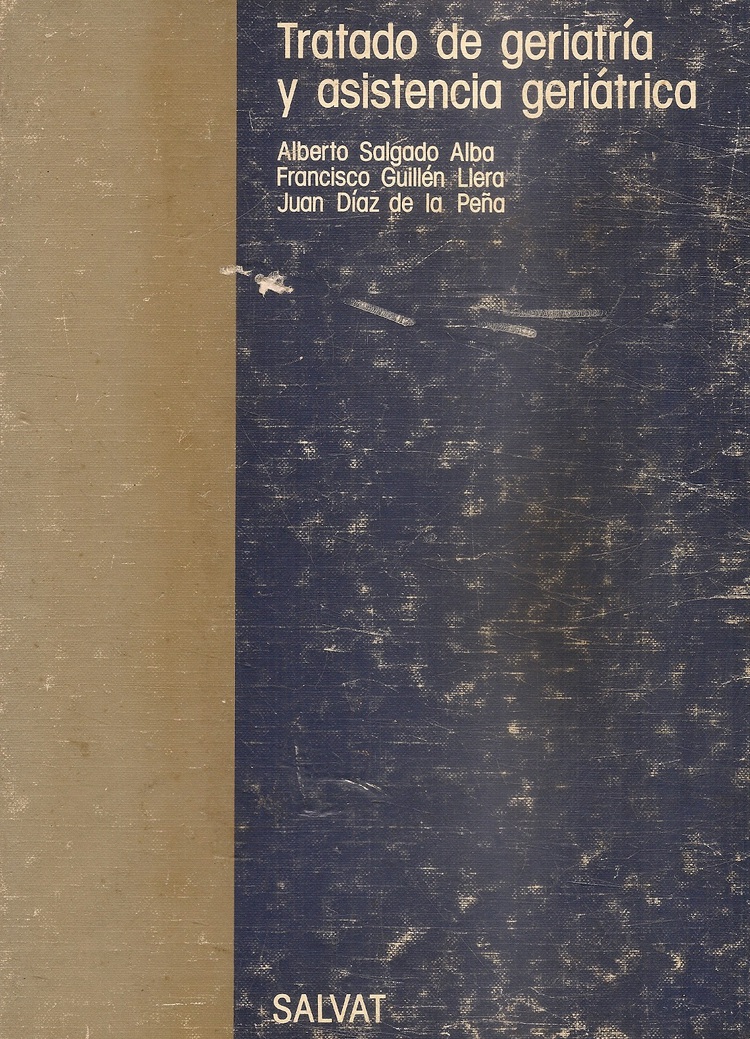 Tratado de geriatría
y asistencia geriátrica
Alberto Salgado Alba
Francisco Guillén Llera
Juan Díaz de la Peña
SALVAT